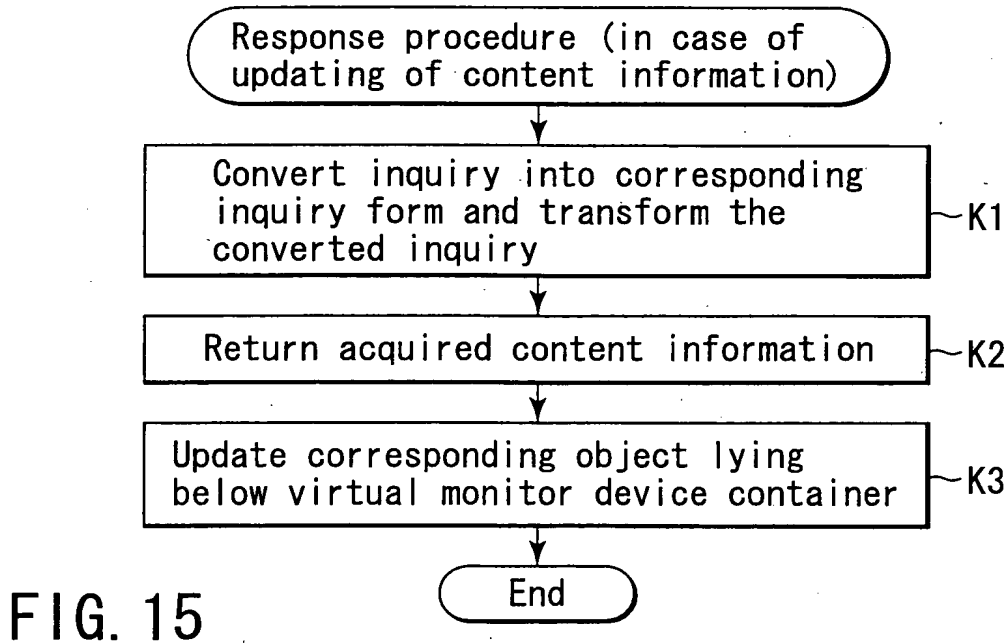 Response procedure (in case of
updating of content information)
Convert inquiry into corresponding
inquiry form and transform the
converted inquiry
K1
Return acquired content information
K2
Update corresponding object lying
below virtual monitor device container
K3
End
FIG. 15